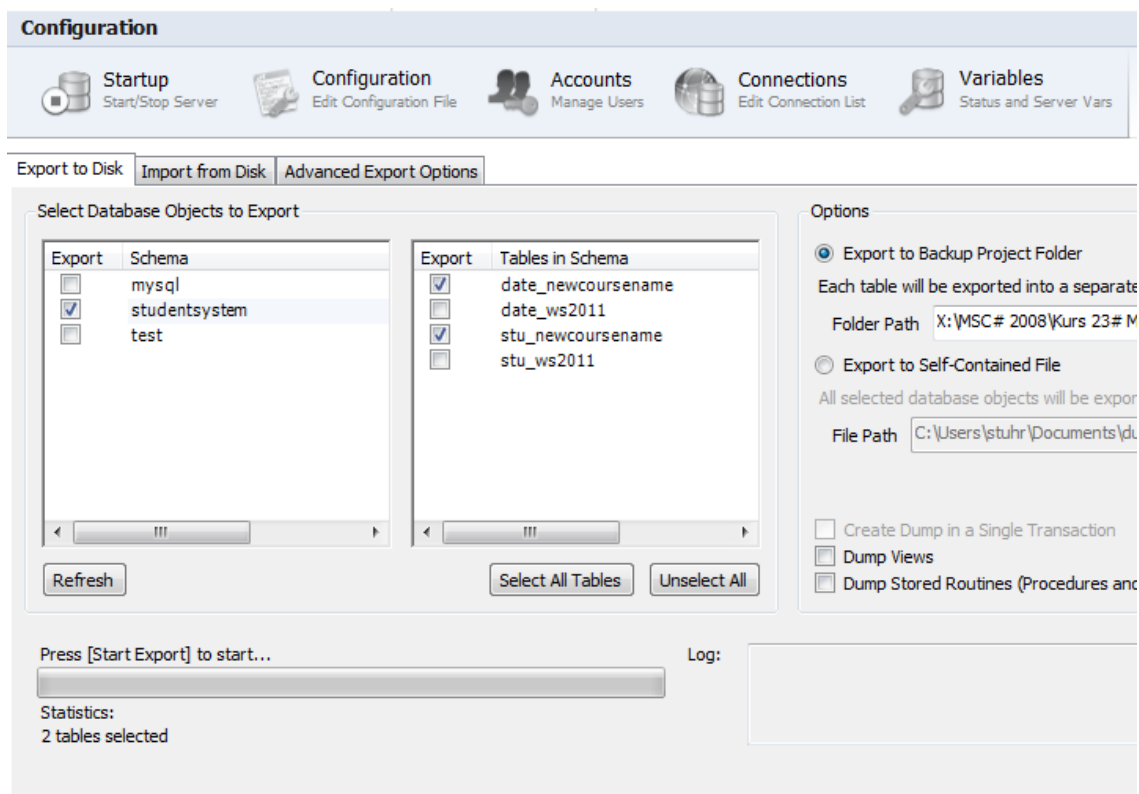 Configuration
Startup
Start/Stop Server
Configuration
Edit Configuration File
Accounts
Manage Users
Connections
Edit Connection List
Variables
Status and Server Vars
Export to Disk
Import from Disk
Advanced Export Options
Select Database Objects to Export
Export Schema
mysql
studentsystem
test
Refresh
Export Tables in Schema
date_newcoursename
date_ws2011
stu_newcoursename
stu_ws2011
Select All Tables
Unselect All
Options
Export to Backup Project Folder
Each table will be exported into a separate
Folder Path X:\MSC# 2008\Kurs 23# M
Export to Self-Contained File
All selected database objects will be expor
File Path C:\Users\stuhr\Documents\du
Create Dump in a Single Transaction
Dump Views
Dump Stored Routines (Procedures and
Press [Start Export] to start...
Statistics:
2 tables selected
Log: